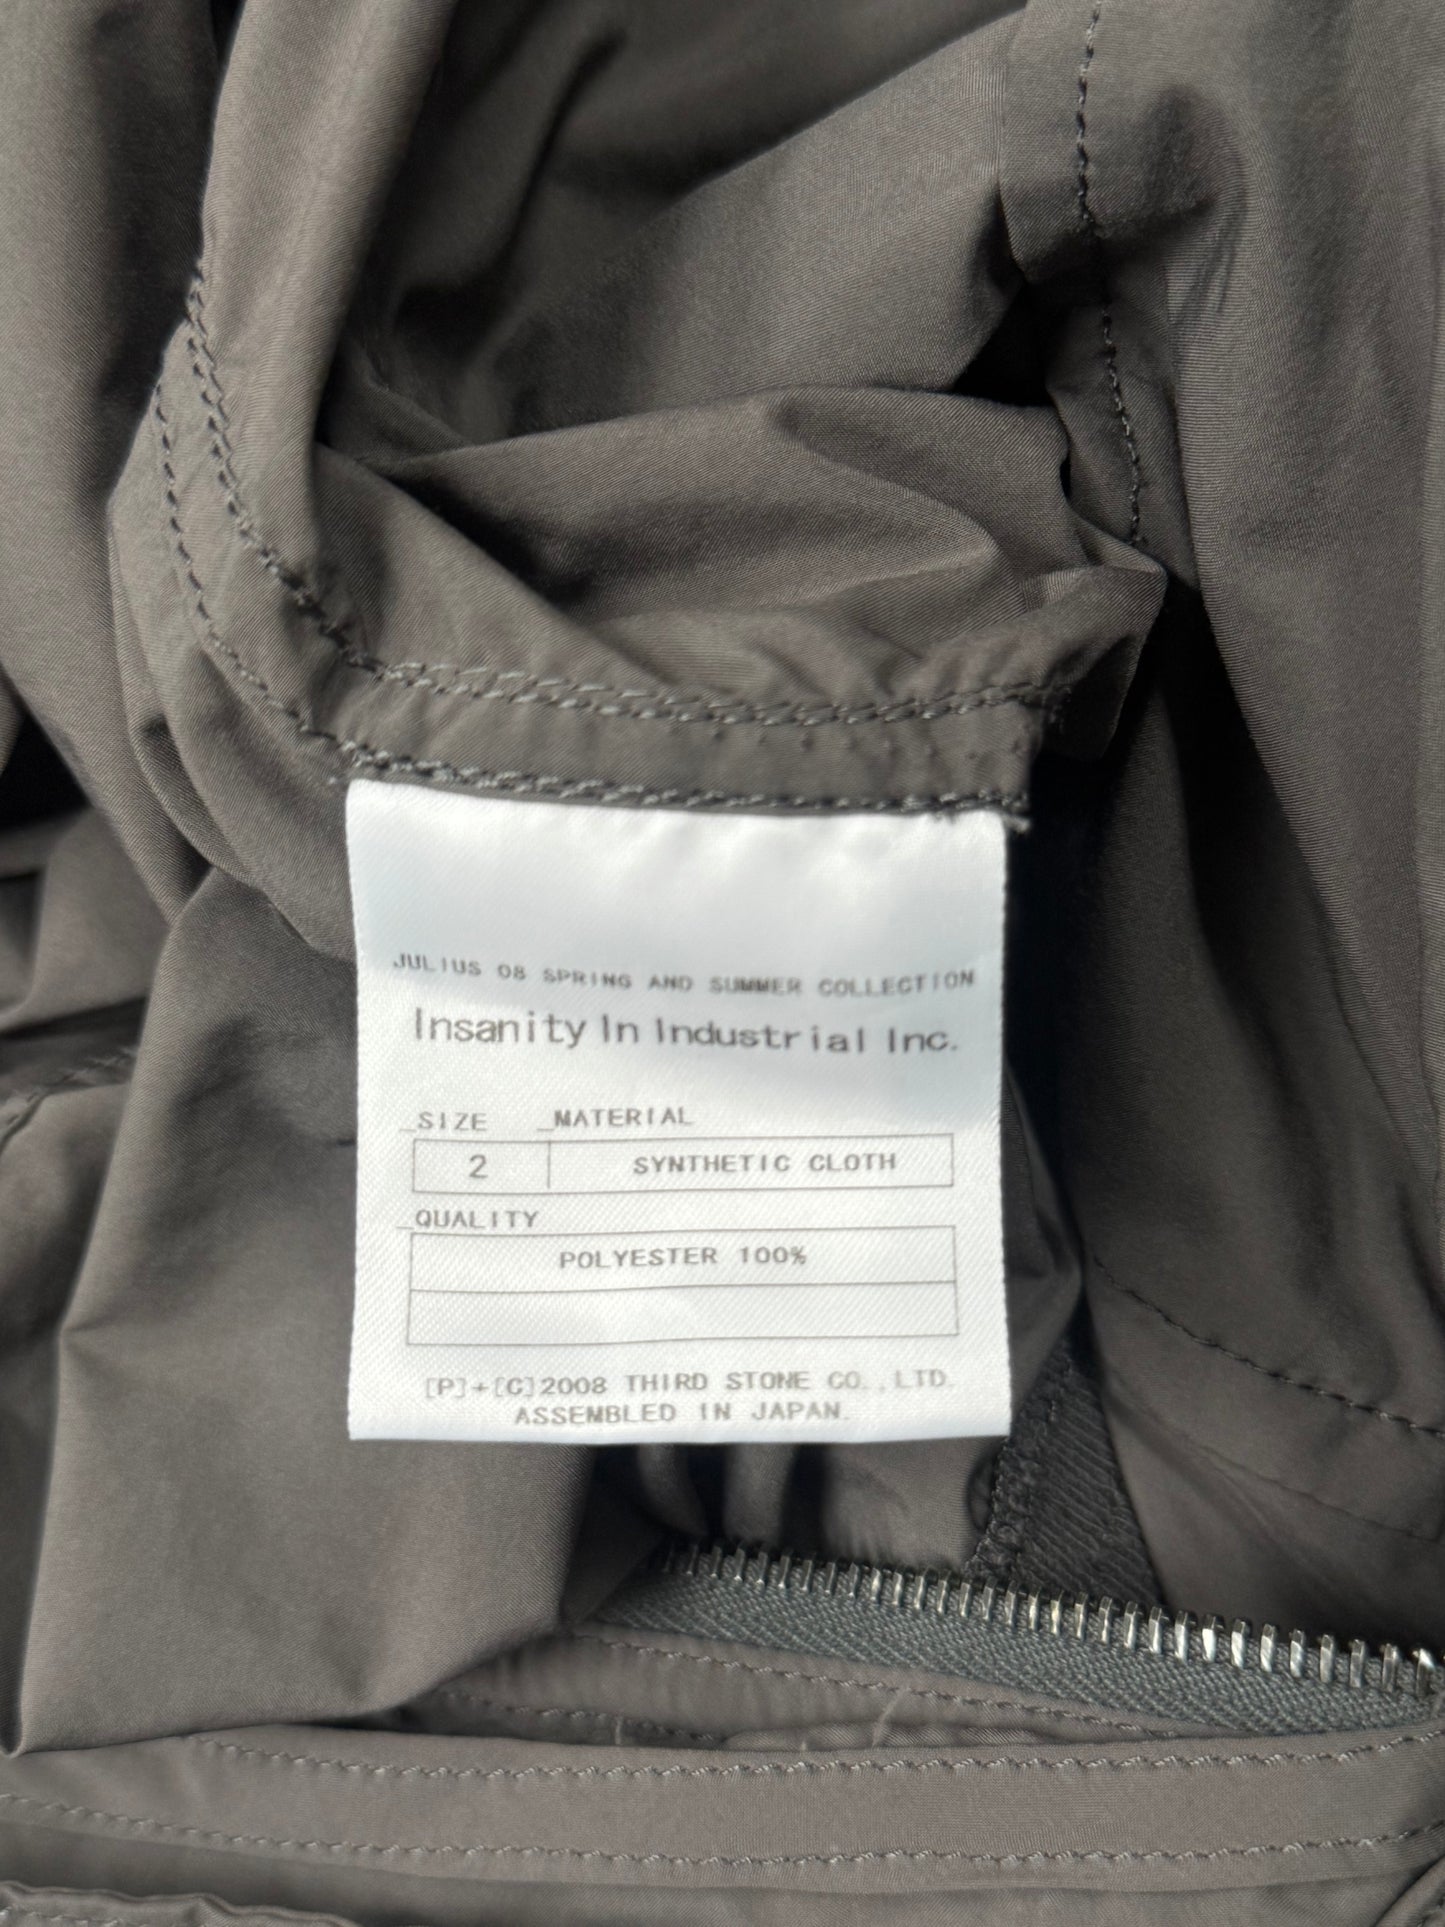 JULIUS 08 SPRING AND SUMMER COLLECTION
Insanity In Industrial Inc.
_SIZE _MATERIAL
2 SYNTHETIC CLOTH
_QUALITY
POLYESTER 100%
[P]+[C]2008 THIRD STONE CO.,LTD.
ASSEMBLED IN JAPAN.